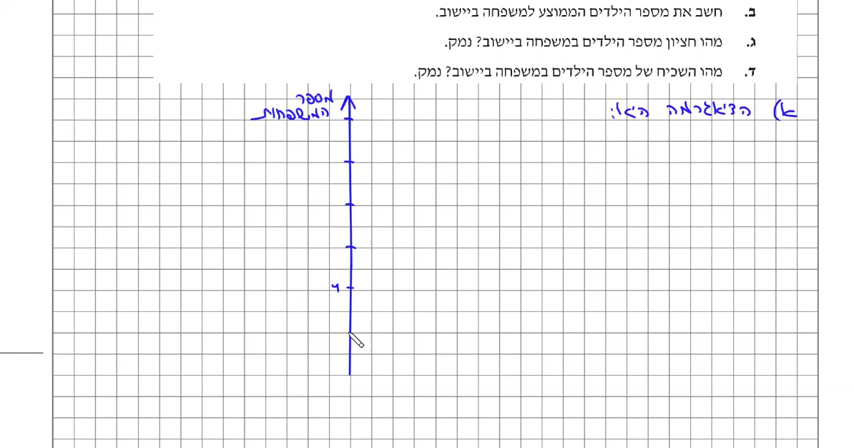 ב. חשב את מספר הילדים הממוצע למשפחה ביישוב.
ג. מהו חציון מספר הילדים במשפחה ביישוב? נמק.
ד. מהו השכיח של מספר הילדים במשפחה ביישוב? נמק.
א) הדיאגרמה היא:
מספר
המשפחות
4